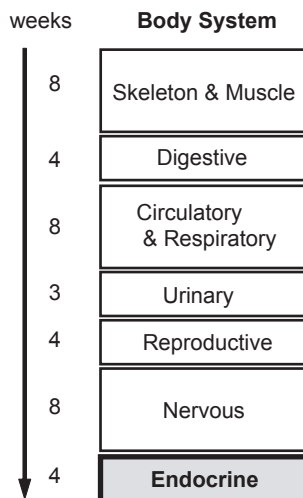 weeks Body System
8 Skeleton & Muscle
4 Digestive
8 Circulatory
& Respiratory
3 Urinary
4 Reproductive
8 Nervous
4 Endocrine